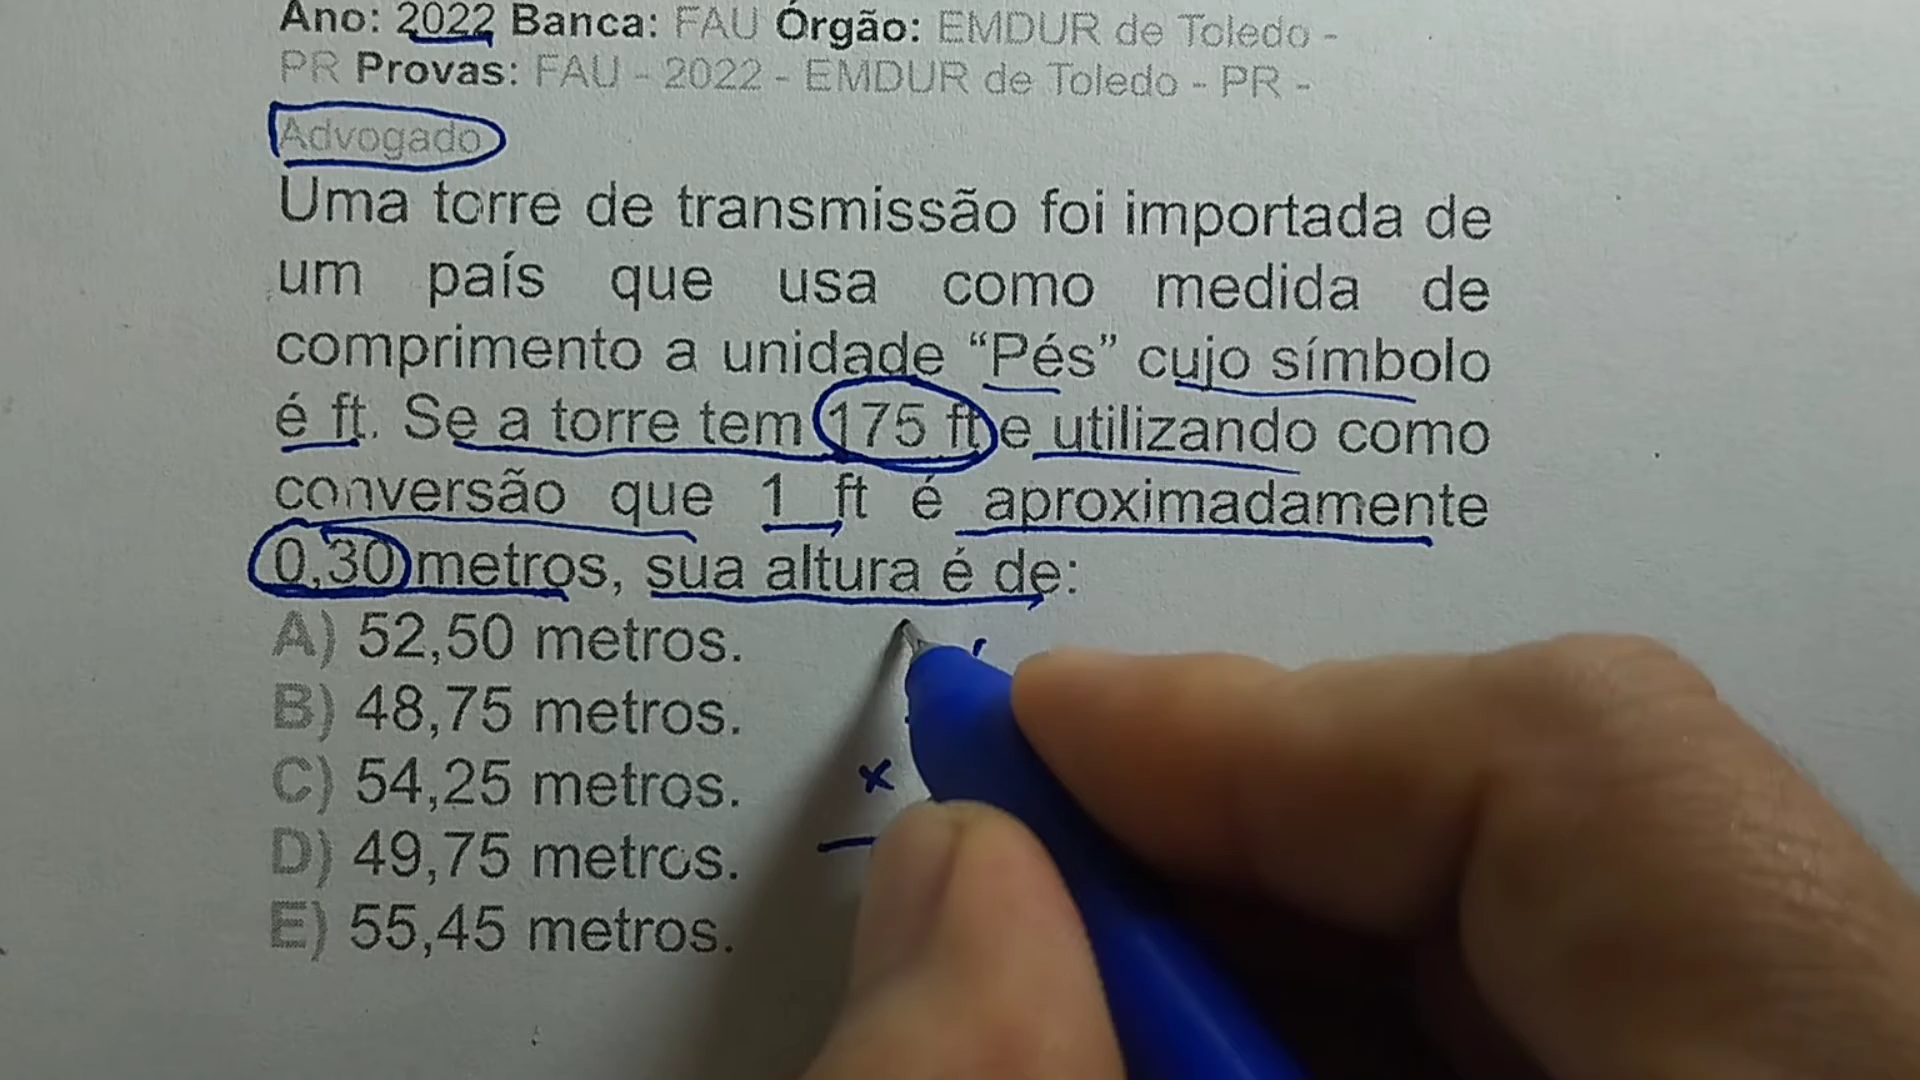 Ano: 2022 Banca: FAU Órgão: EMDUR de Toledo -
PR Provas: FAU - 2022 - EMDUR de Toledo - PR -
Advogado
Uma torre de transmissão foi importada de
um país que usa como medida de
comprimento a unidade “Pés” cujo símbolo
é ft. Se a torre tem 175 ft e utilizando como
conversão que 1 ft é aproximadamente
0,30 metros, sua altura é de:
A) 52,50 metros.
B) 48,75 metros.
C) 54,25 metros.
D) 49,75 metros.
E) 55,45 metros.
x